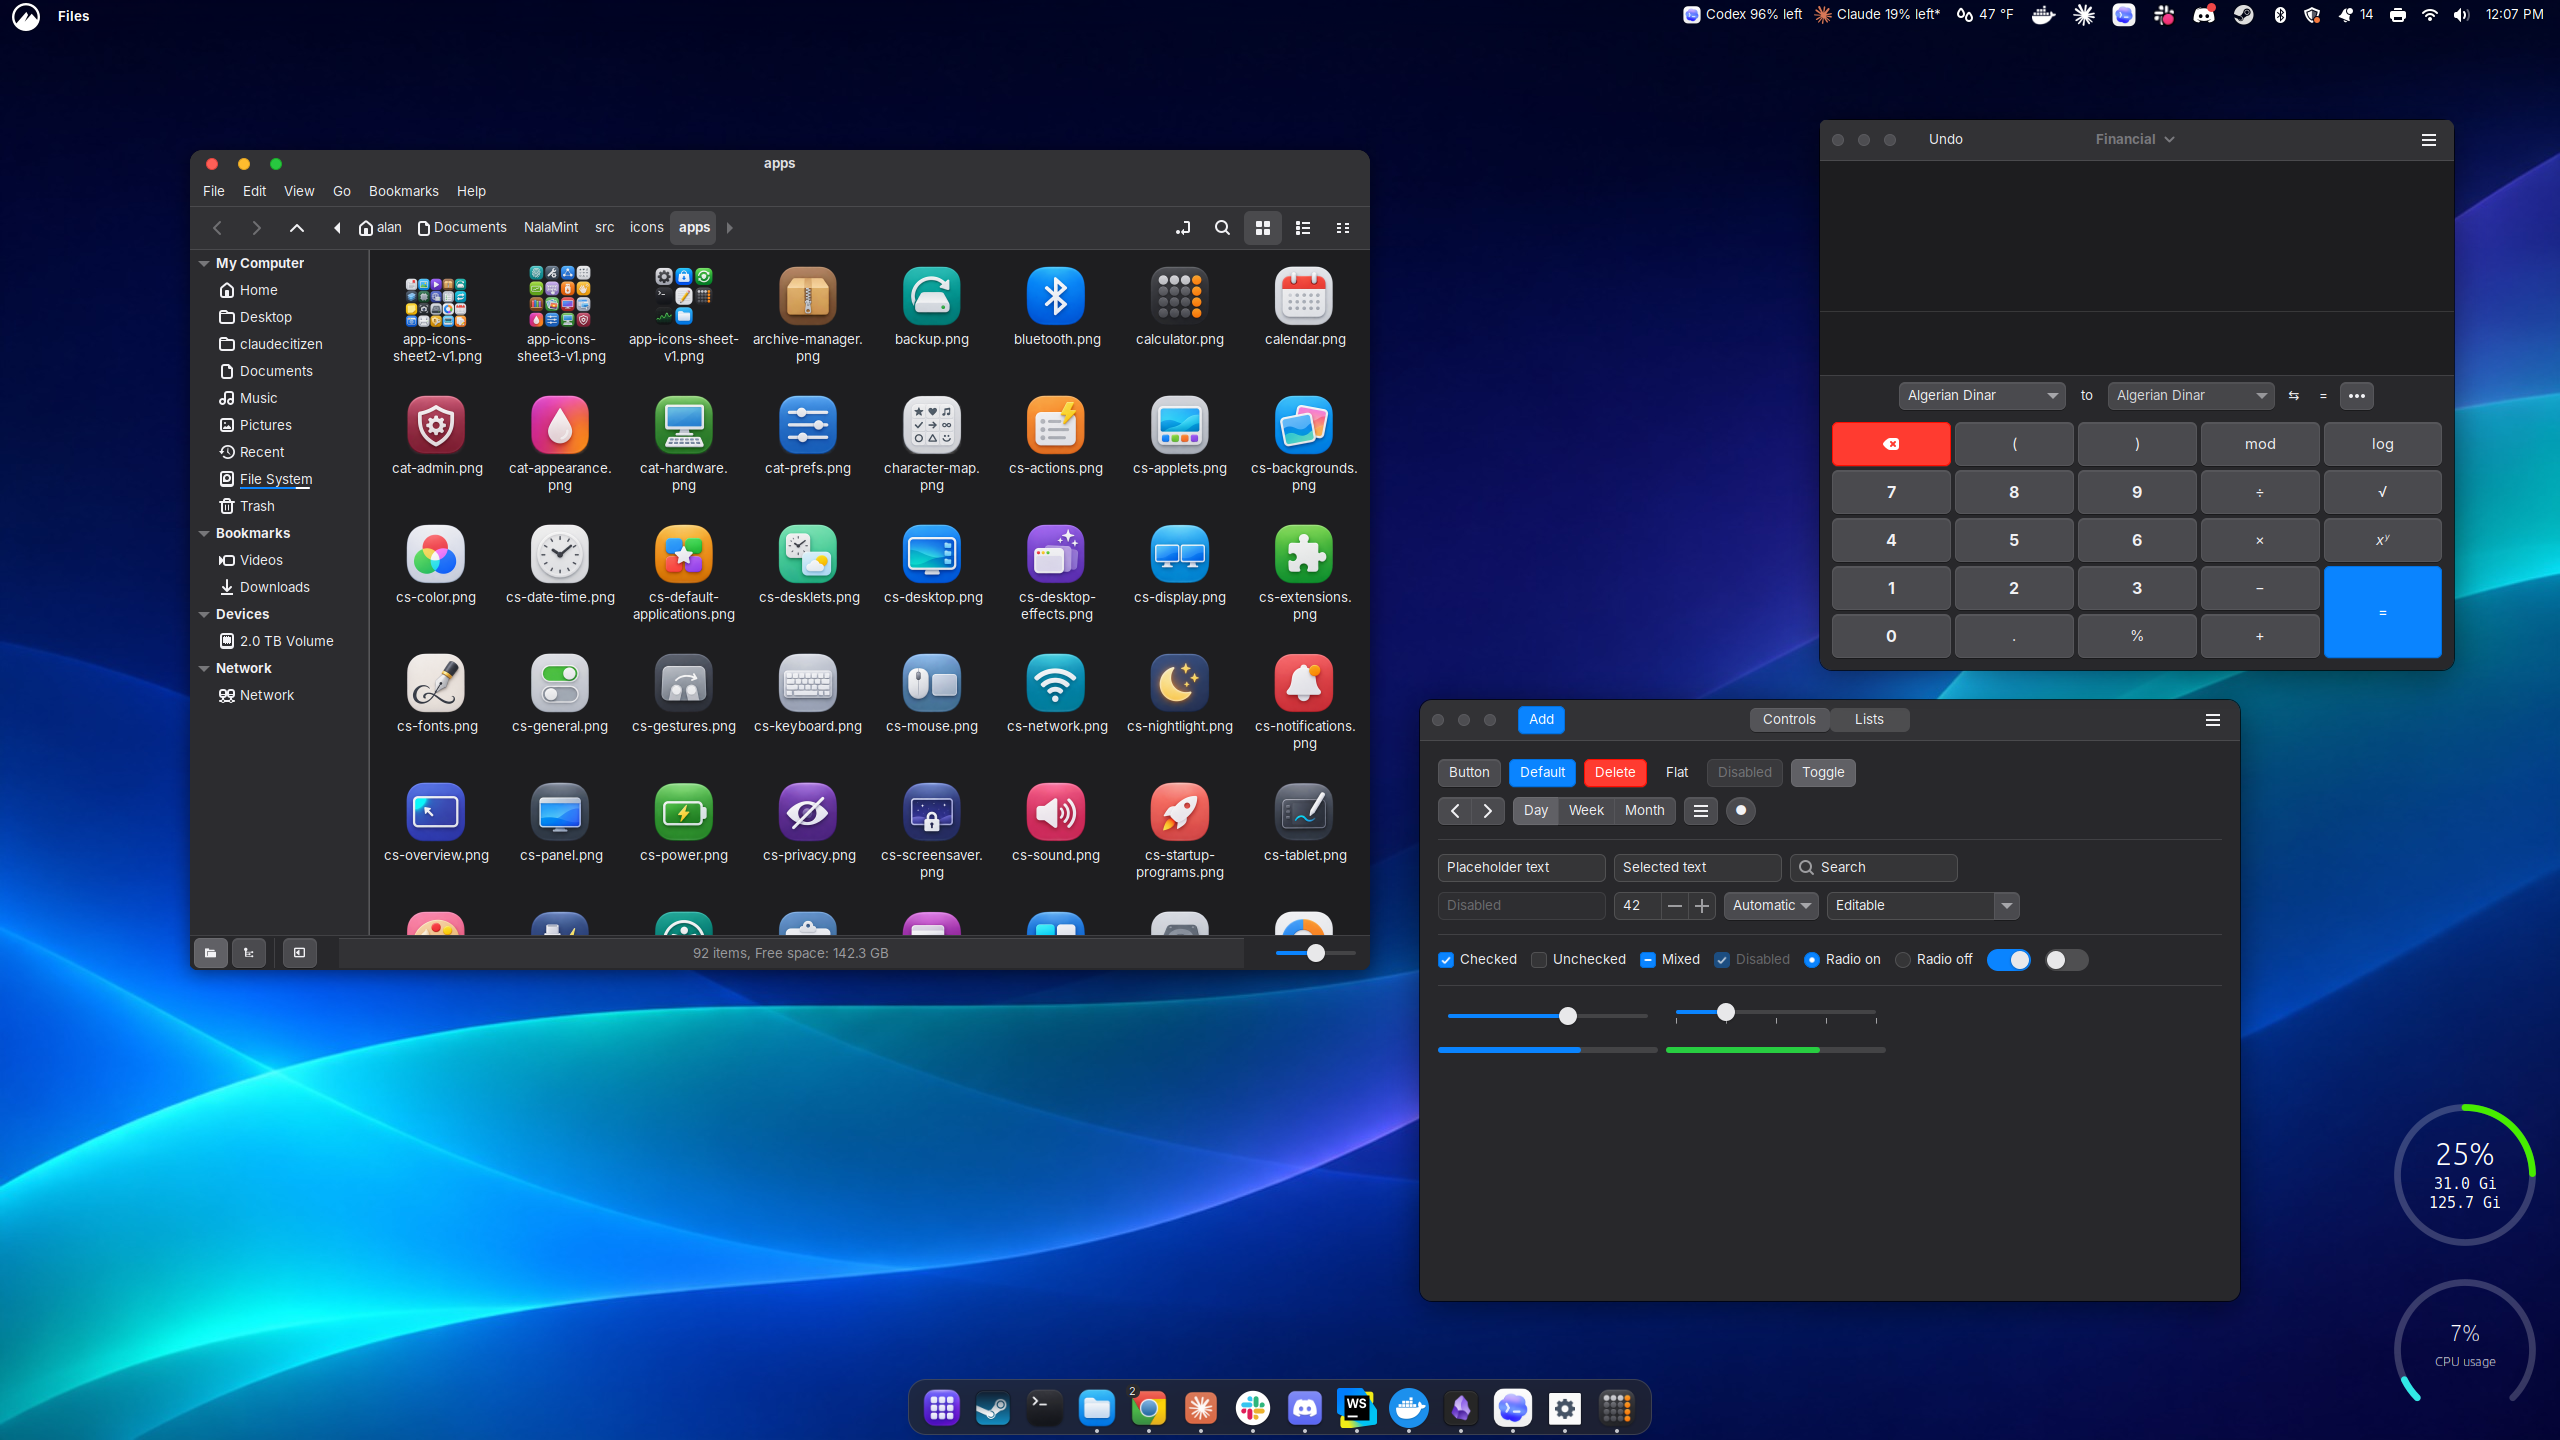 Files
Codex 96% left
Claude 19% left*
47 °F
14
12:07 PM
apps
File Edit View Go Bookmarks Help
alan Documents NalaMint src icons apps
My Computer
Home
Desktop
claudecitizen
Documents
Music
Pictures
Recent
File System
Trash
Bookmarks
Videos
Downloads
Devices
2.0 TB Volume
Network
Network
app-icons-
sheet2-v1.png
app-icons-
sheet3-v1.png
app-icons-sheet-
v1.png
archive-manager.
png
backup.png
bluetooth.png
calculator.png
calendar.png
cat-admin.png
cat-appearance.
png
cat-hardware.
png
cat-prefs.png
character-map.
png
cs-actions.png
cs-applets.png
cs-backgrounds.
png
cs-color.png
cs-date-time.png
cs-default-
applications.png
cs-desklets.png
cs-desktop.png
cs-desktop-
effects.png
cs-display.png
cs-extensions.
png
cs-fonts.png
cs-general.png
cs-gestures.png
cs-keyboard.png
cs-mouse.png
cs-network.png
cs-nightlight.png
cs-notifications.
png
cs-overview.png
cs-panel.png
cs-power.png
cs-privacy.png
cs-screensaver.
png
cs-sound.png
cs-startup-
programs.png
cs-tablet.png
92 items, Free space: 142.3 GB
Undo
Financial
Algerian Dinar to Algerian Dinar ⇆ = •••
( ) mod log
7 8 9 ÷ √
4 5 6 × xʸ
1 2 3 − =
0 . % +
Add
Controls Lists
Button Default Delete Flat Disabled Toggle
Day Week Month
Placeholder text Selected text Search
Disabled 42 Automatic Editable
Checked Unchecked Mixed Disabled Radio on Radio off
25%
31.0 Gi
125.7 Gi
7%
CPU usage
2
WS